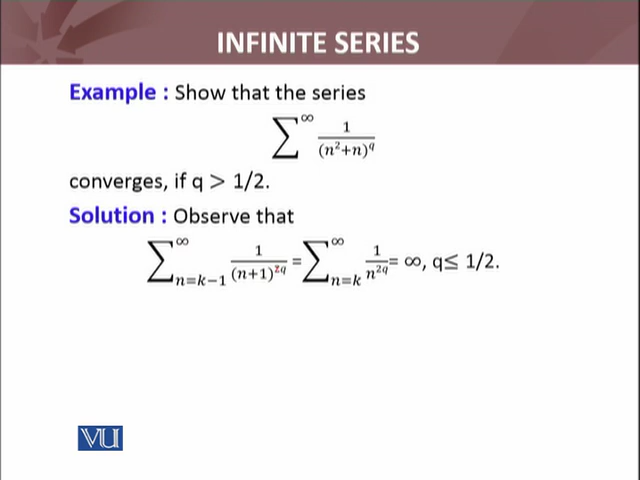 INFINITE SERIES
Example : Show that the series
∑^∞ 1/(n²+n)^q
converges, if q > 1/2.
Solution : Observe that
∑_{n=k−1}^∞ 1/(n+1)^{2q} = ∑_{n=k}^∞ 1/n^{2q} = ∞, q≤ 1/2.
VU